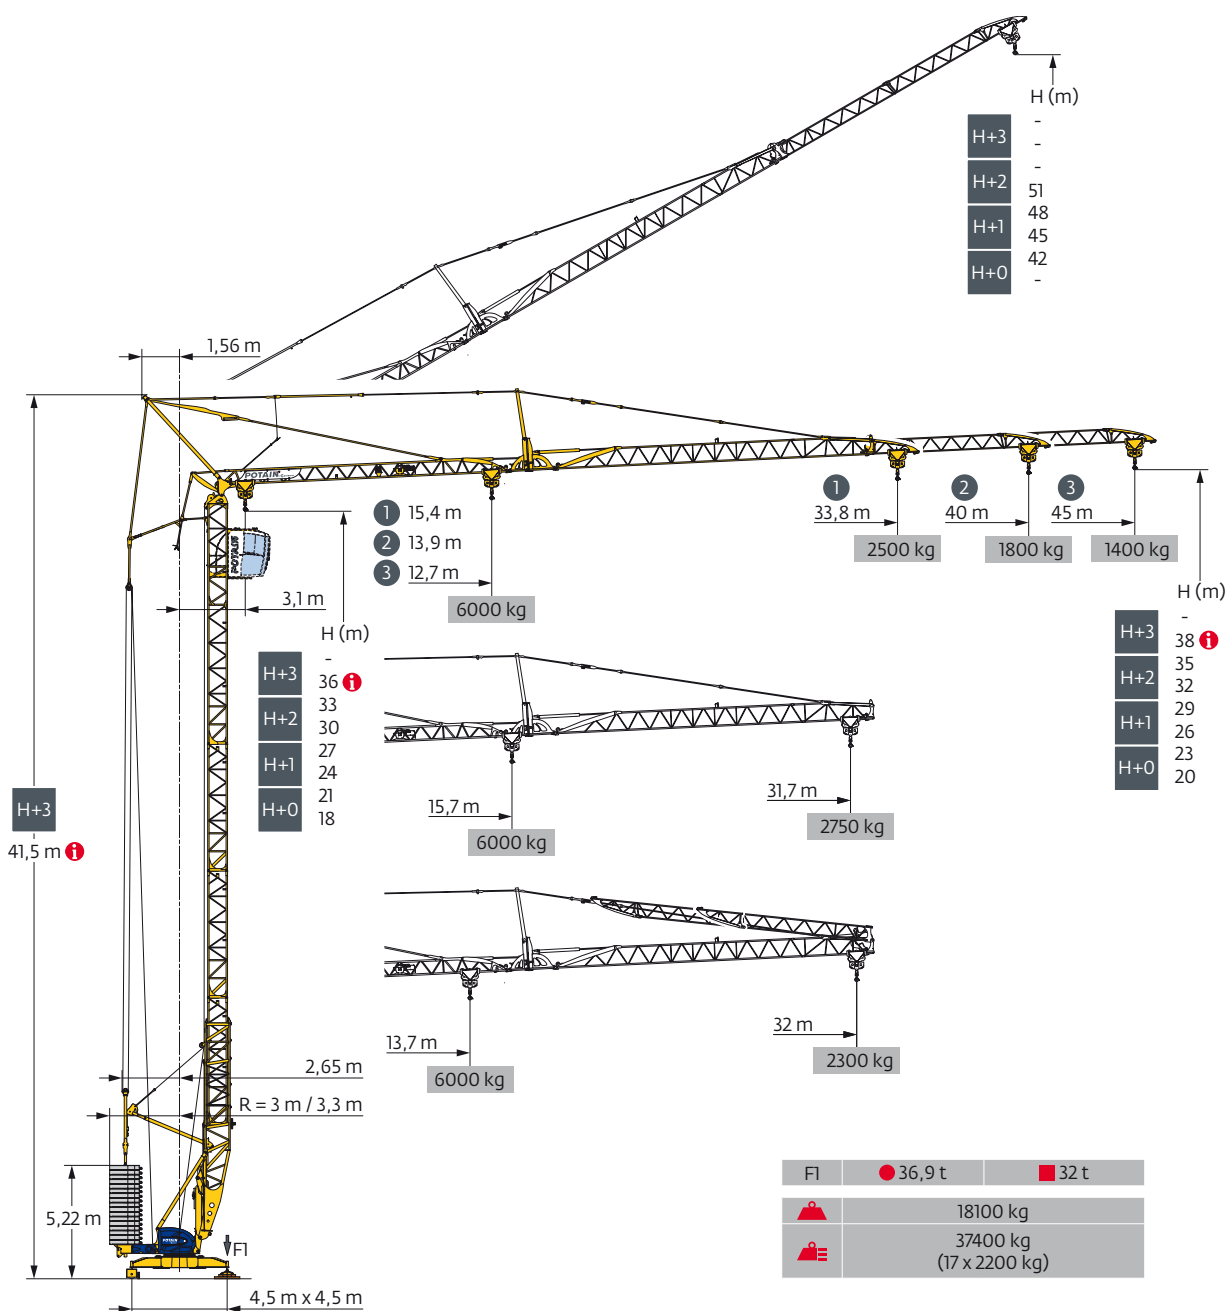 H (m)
H+3
-
-
H+2
-
51
H+1
48
45
H+0
42
-
1,56 m
POTAIN
POTAIN
1 15,4 m
2 13,9 m
3 12,7 m
6000 kg
1
33,8 m
2500 kg
2
40 m
1800 kg
3
45 m
1400 kg
3,1 m
H (m)
H+3
-
36 i
H+2
33
30
H+1
27
24
H+0
21
18
H (m)
H+3
-
38 i
H+2
35
32
H+1
29
26
H+0
23
20
15,7 m
6000 kg
31,7 m
2750 kg
H+3
41,5 m i
13,7 m
6000 kg
32 m
2300 kg
2,65 m
R = 3 m / 3,3 m
5,22 m
POTAIN
F1
4,5 m x 4,5 m
F1 36,9 t 32 t
18100 kg
37400 kg
(17 x 2200 kg)